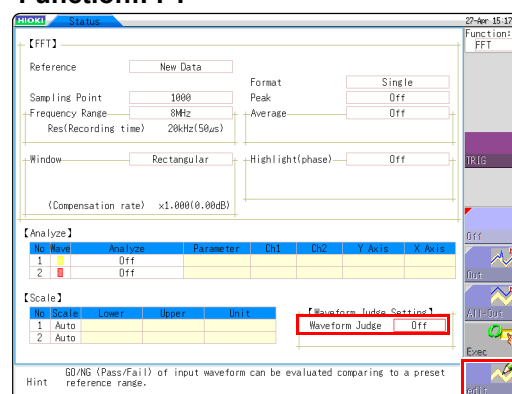 HIOKI Status 27-Apr 15:17
Function:
FFT
[FFT]
Reference New Data
Format Single
Sampling Point 1000 Peak Off
Frequency Range 8MHz Average Off
Res(Recording time) 20kHz(50µs)
Window Rectangular Highlight(phase) Off
TRIG
(Compensation rate) x1.000(0.00dB)
【Analyze】
No Wave Analyze Parameter Ch1 Ch2 Y Axis X Axis
1 Off
2 Off
Off
Out
【Scale】
No Scale Lower Upper Unit
1 Auto
2 Auto
【Waveform Judge Setting】
Waveform Judge Off
All-Out
Exec
edit
Hint GO/NG (Pass/Fail) of input waveform can be evaluated comparing to a preset
reference range.